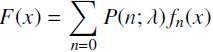 F(x) = ∑_{n=0} P(n; λ) f_n(x)